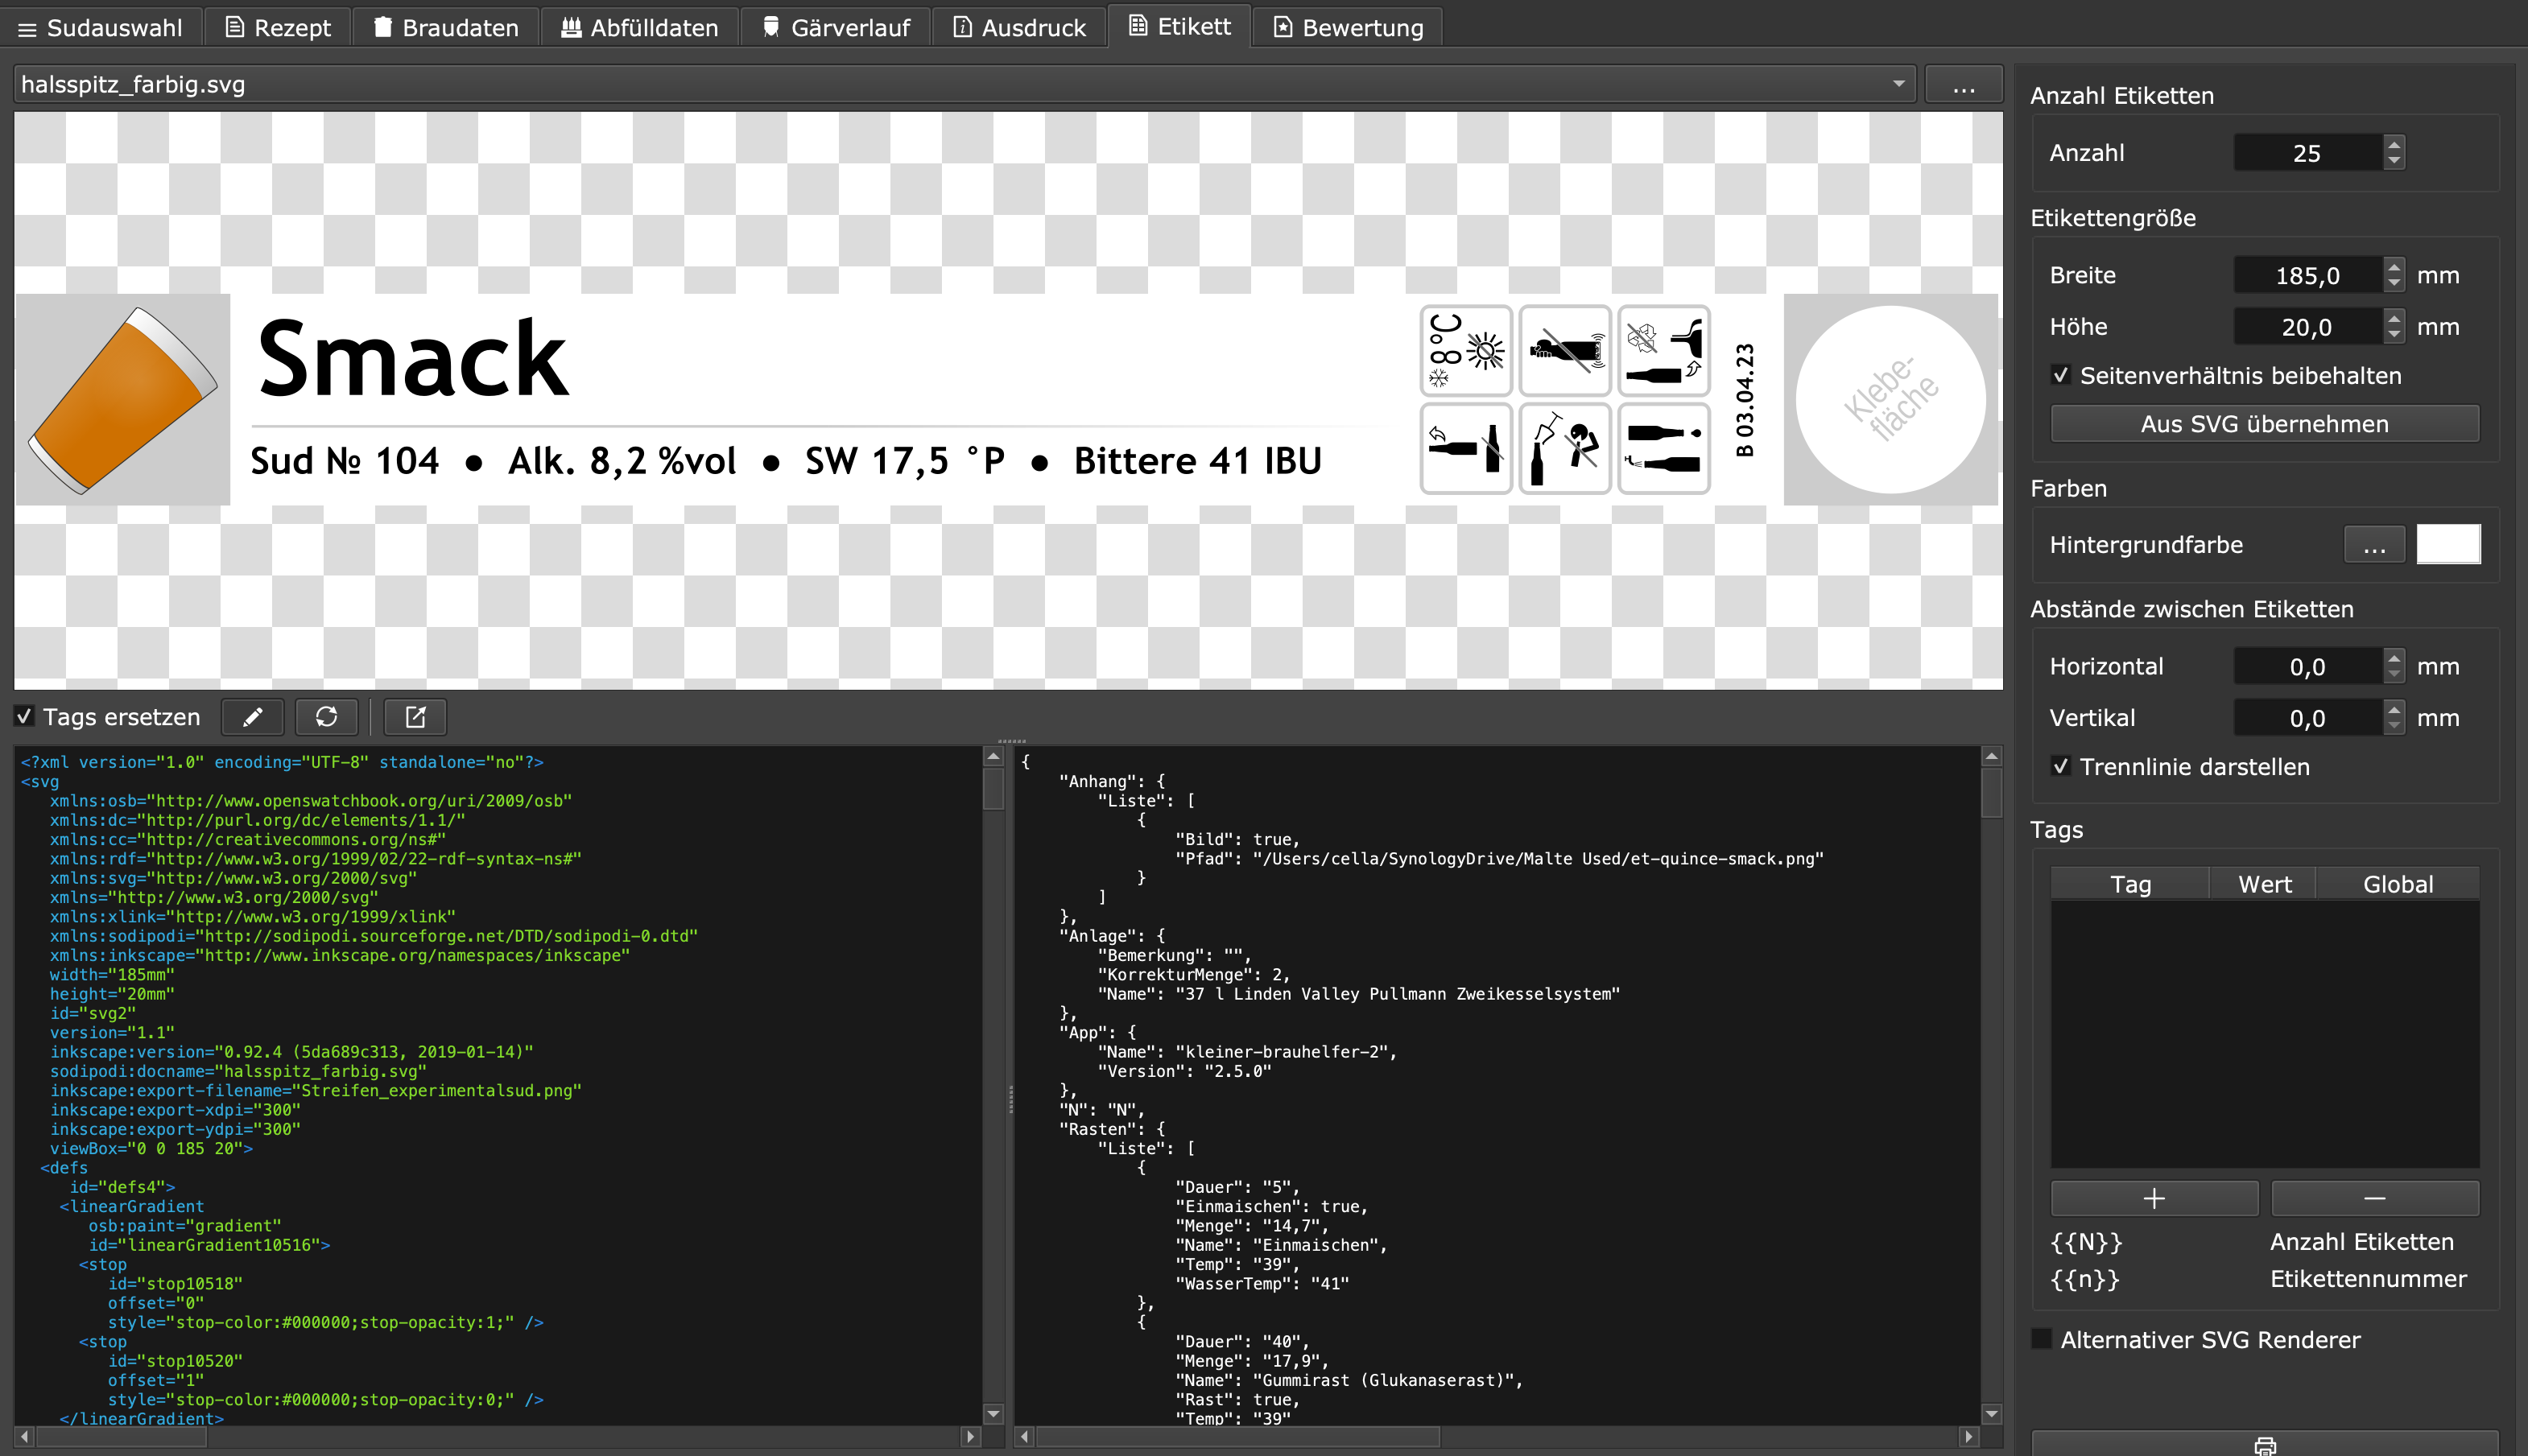 Sudauswahl
Rezept
Braudaten
Abfülldaten
Gärverlauf
Ausdruck
Etikett
Bewertung
halsspitz_farbig.svg
...
Smack
Sud № 104 ● Alk. 8,2 %vol ● SW 17,5 °P ● Bittere 41 IBU
8°C
B 03.04.23
Klebe-
fläche
Tags ersetzen
<?xml version="1.0" encoding="UTF-8" standalone="no"?>
<svg
   xmlns:osb="http://www.openswatchbook.org/uri/2009/osb"
   xmlns:dc="http://purl.org/dc/elements/1.1/"
   xmlns:cc="http://creativecommons.org/ns#"
   xmlns:rdf="http://www.w3.org/1999/02/22-rdf-syntax-ns#"
   xmlns:svg="http://www.w3.org/2000/svg"
   xmlns="http://www.w3.org/2000/svg"
   xmlns:xlink="http://www.w3.org/1999/xlink"
   xmlns:sodipodi="http://sodipodi.sourceforge.net/DTD/sodipodi-0.dtd"
   xmlns:inkscape="http://www.inkscape.org/namespaces/inkscape"
   width="185mm"
   height="20mm"
   id="svg2"
   version="1.1"
   inkscape:version="0.92.4 (5da689c313, 2019-01-14)"
   sodipodi:docname="halsspitz_farbig.svg"
   inkscape:export-filename="Streifen_experimentalsud.png"
   inkscape:export-xdpi="300"
   inkscape:export-ydpi="300"
   viewBox="0 0 185 20">
  <defs
     id="defs4">
    <linearGradient
       osb:paint="gradient"
       id="linearGradient10516">
      <stop
         id="stop10518"
         offset="0"
         style="stop-color:#000000;stop-opacity:1;" />
      <stop
         id="stop10520"
         offset="1"
         style="stop-color:#000000;stop-opacity:0;" />
    </linearGradient>
{
    "Anhang": {
        "Liste": [
            {
                "Bild": true,
                "Pfad": "/Users/cella/SynologyDrive/Malte Used/et-quince-smack.png"
            }
        ]
    },
    "Anlage": {
        "Bemerkung": "",
        "KorrekturMenge": 2,
        "Name": "37 l Linden Valley Pullmann Zweikesselsystem"
    },
    "App": {
        "Name": "kleiner-brauhelfer-2",
        "Version": "2.5.0"
    },
    "N": "N",
    "Rasten": {
        "Liste": [
            {
                "Dauer": "5",
                "Einmaischen": true,
                "Menge": "14,7",
                "Name": "Einmaischen",
                "Temp": "39",
                "WasserTemp": "41"
            },
            {
                "Dauer": "40",
                "Menge": "17,9",
                "Name": "Gummirast (Glukanaserast)",
                "Rast": true,
                "Temp": "39"
Anzahl Etiketten
Anzahl 25
Etikettengröße
Breite 185,0 mm
Höhe 20,0 mm
Seitenverhältnis beibehalten
Aus SVG übernehmen
Farben
Hintergrundfarbe ...
Abstände zwischen Etiketten
Horizontal 0,0 mm
Vertikal 0,0 mm
Trennlinie darstellen
Tags
Tag Wert Global
{{N}} Anzahl Etiketten
{{n}} Etikettennummer
Alternativer SVG Renderer